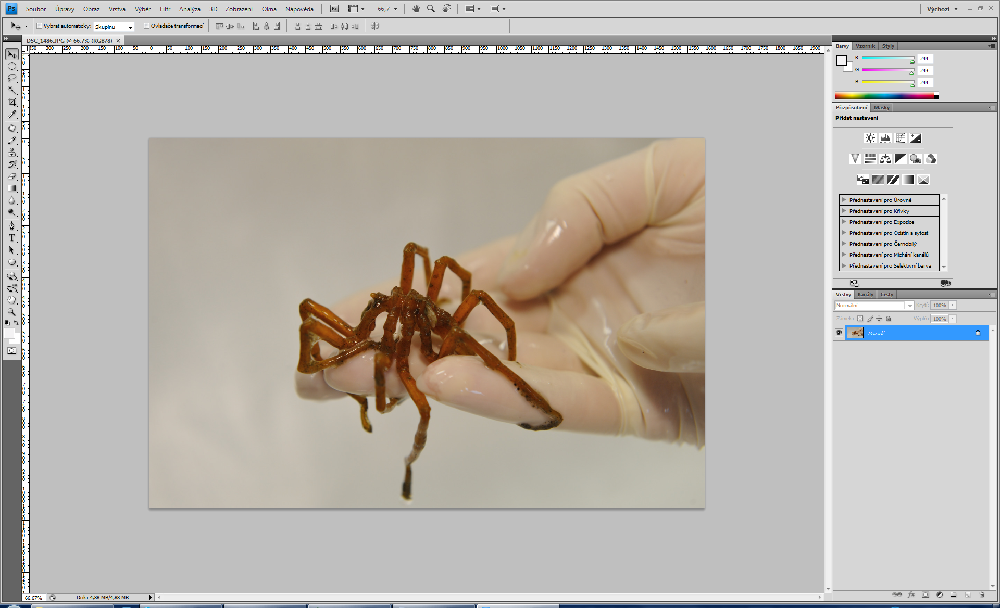 Ps Soubor Úpravy Obraz Vrstva Výběr Filtr Analýza 3D Zobrazení Okna Nápověda Br 66,7 Výchozí
Vybrat automaticky: Skupinu Ovladače transformací
DSC_1486.JPG @ 66,7% (RGB/8)
350 300 250 200 150 100 50 0 50 100 150 200 250 300 350 400 450 500 550 600 650 700 750 800 850 900 950 1000 1050 1100 1150 1200 1250 1300 1350 1400 1450 1500 1550 1600 1650 1700 1750 1800 1850 1900
Barvy Vzorník Styly
R 244
G 243
B 244
Přizpůsobení Masky
Přidat nastavení
Přednastavení pro Úrovně
Přednastavení pro Křivky
Přednastavení pro Expozice
Přednastavení pro Odstín a sytost
Přednastavení pro Černobílý
Přednastavení pro Míchání kanálů
Přednastavení pro Selektivní barva
Vrstvy Kanály Cesty
Normální Krytí: 100%
Zámek: Výplň: 100%
Pozadí
66,67% Dok: 4,88 MB/4,88 MB